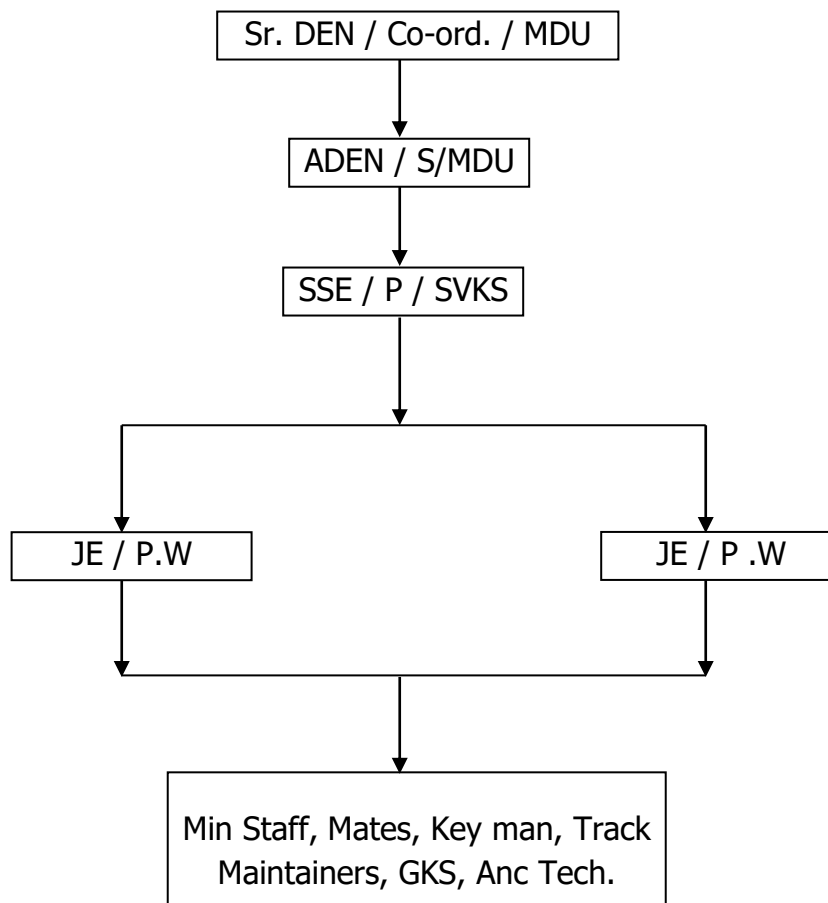 Sr. DEN / Co-ord. / MDU
ADEN / S/MDU
SSE / P / SVKS
JE / P.W
JE / P .W
Min Staff, Mates, Key man, Track
Maintainers, GKS, Anc Tech.